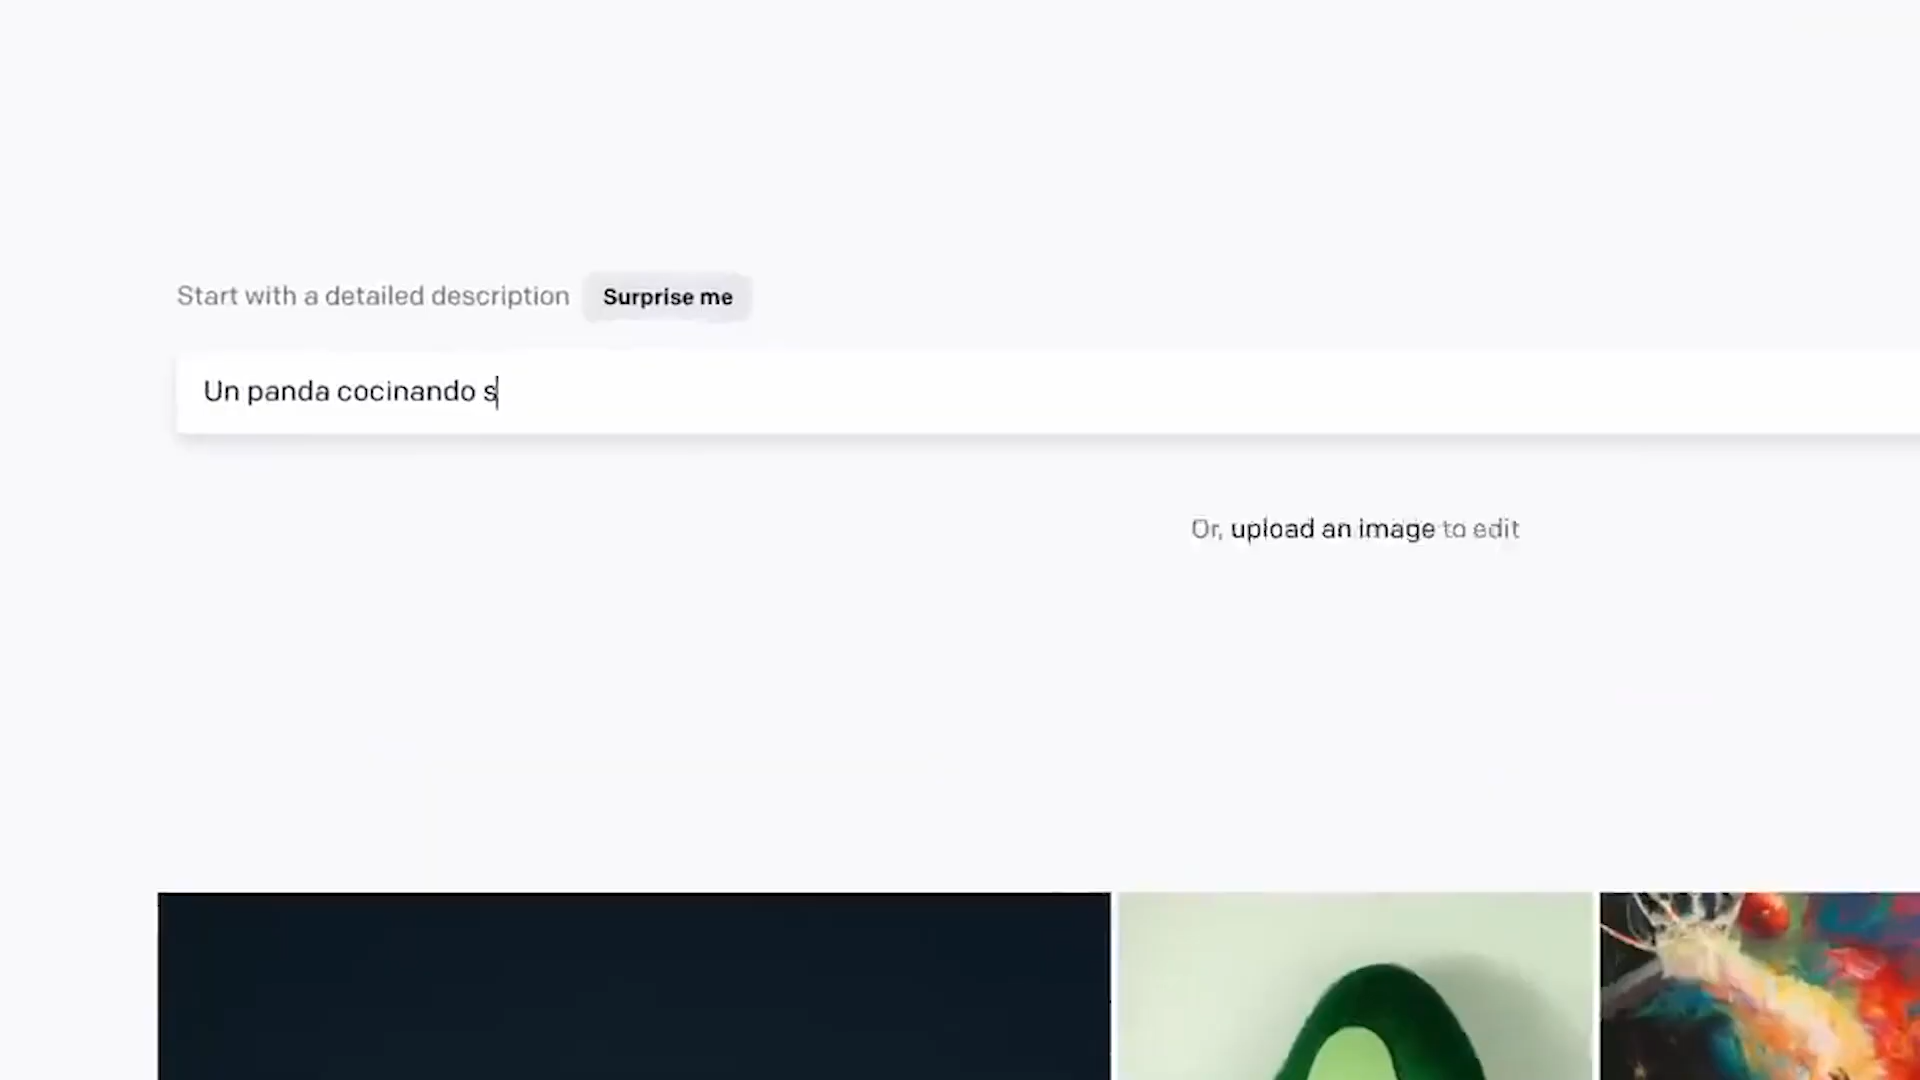 Start with a detailed description Surprise me
Un panda cocinando s
Or, upload an image to edit